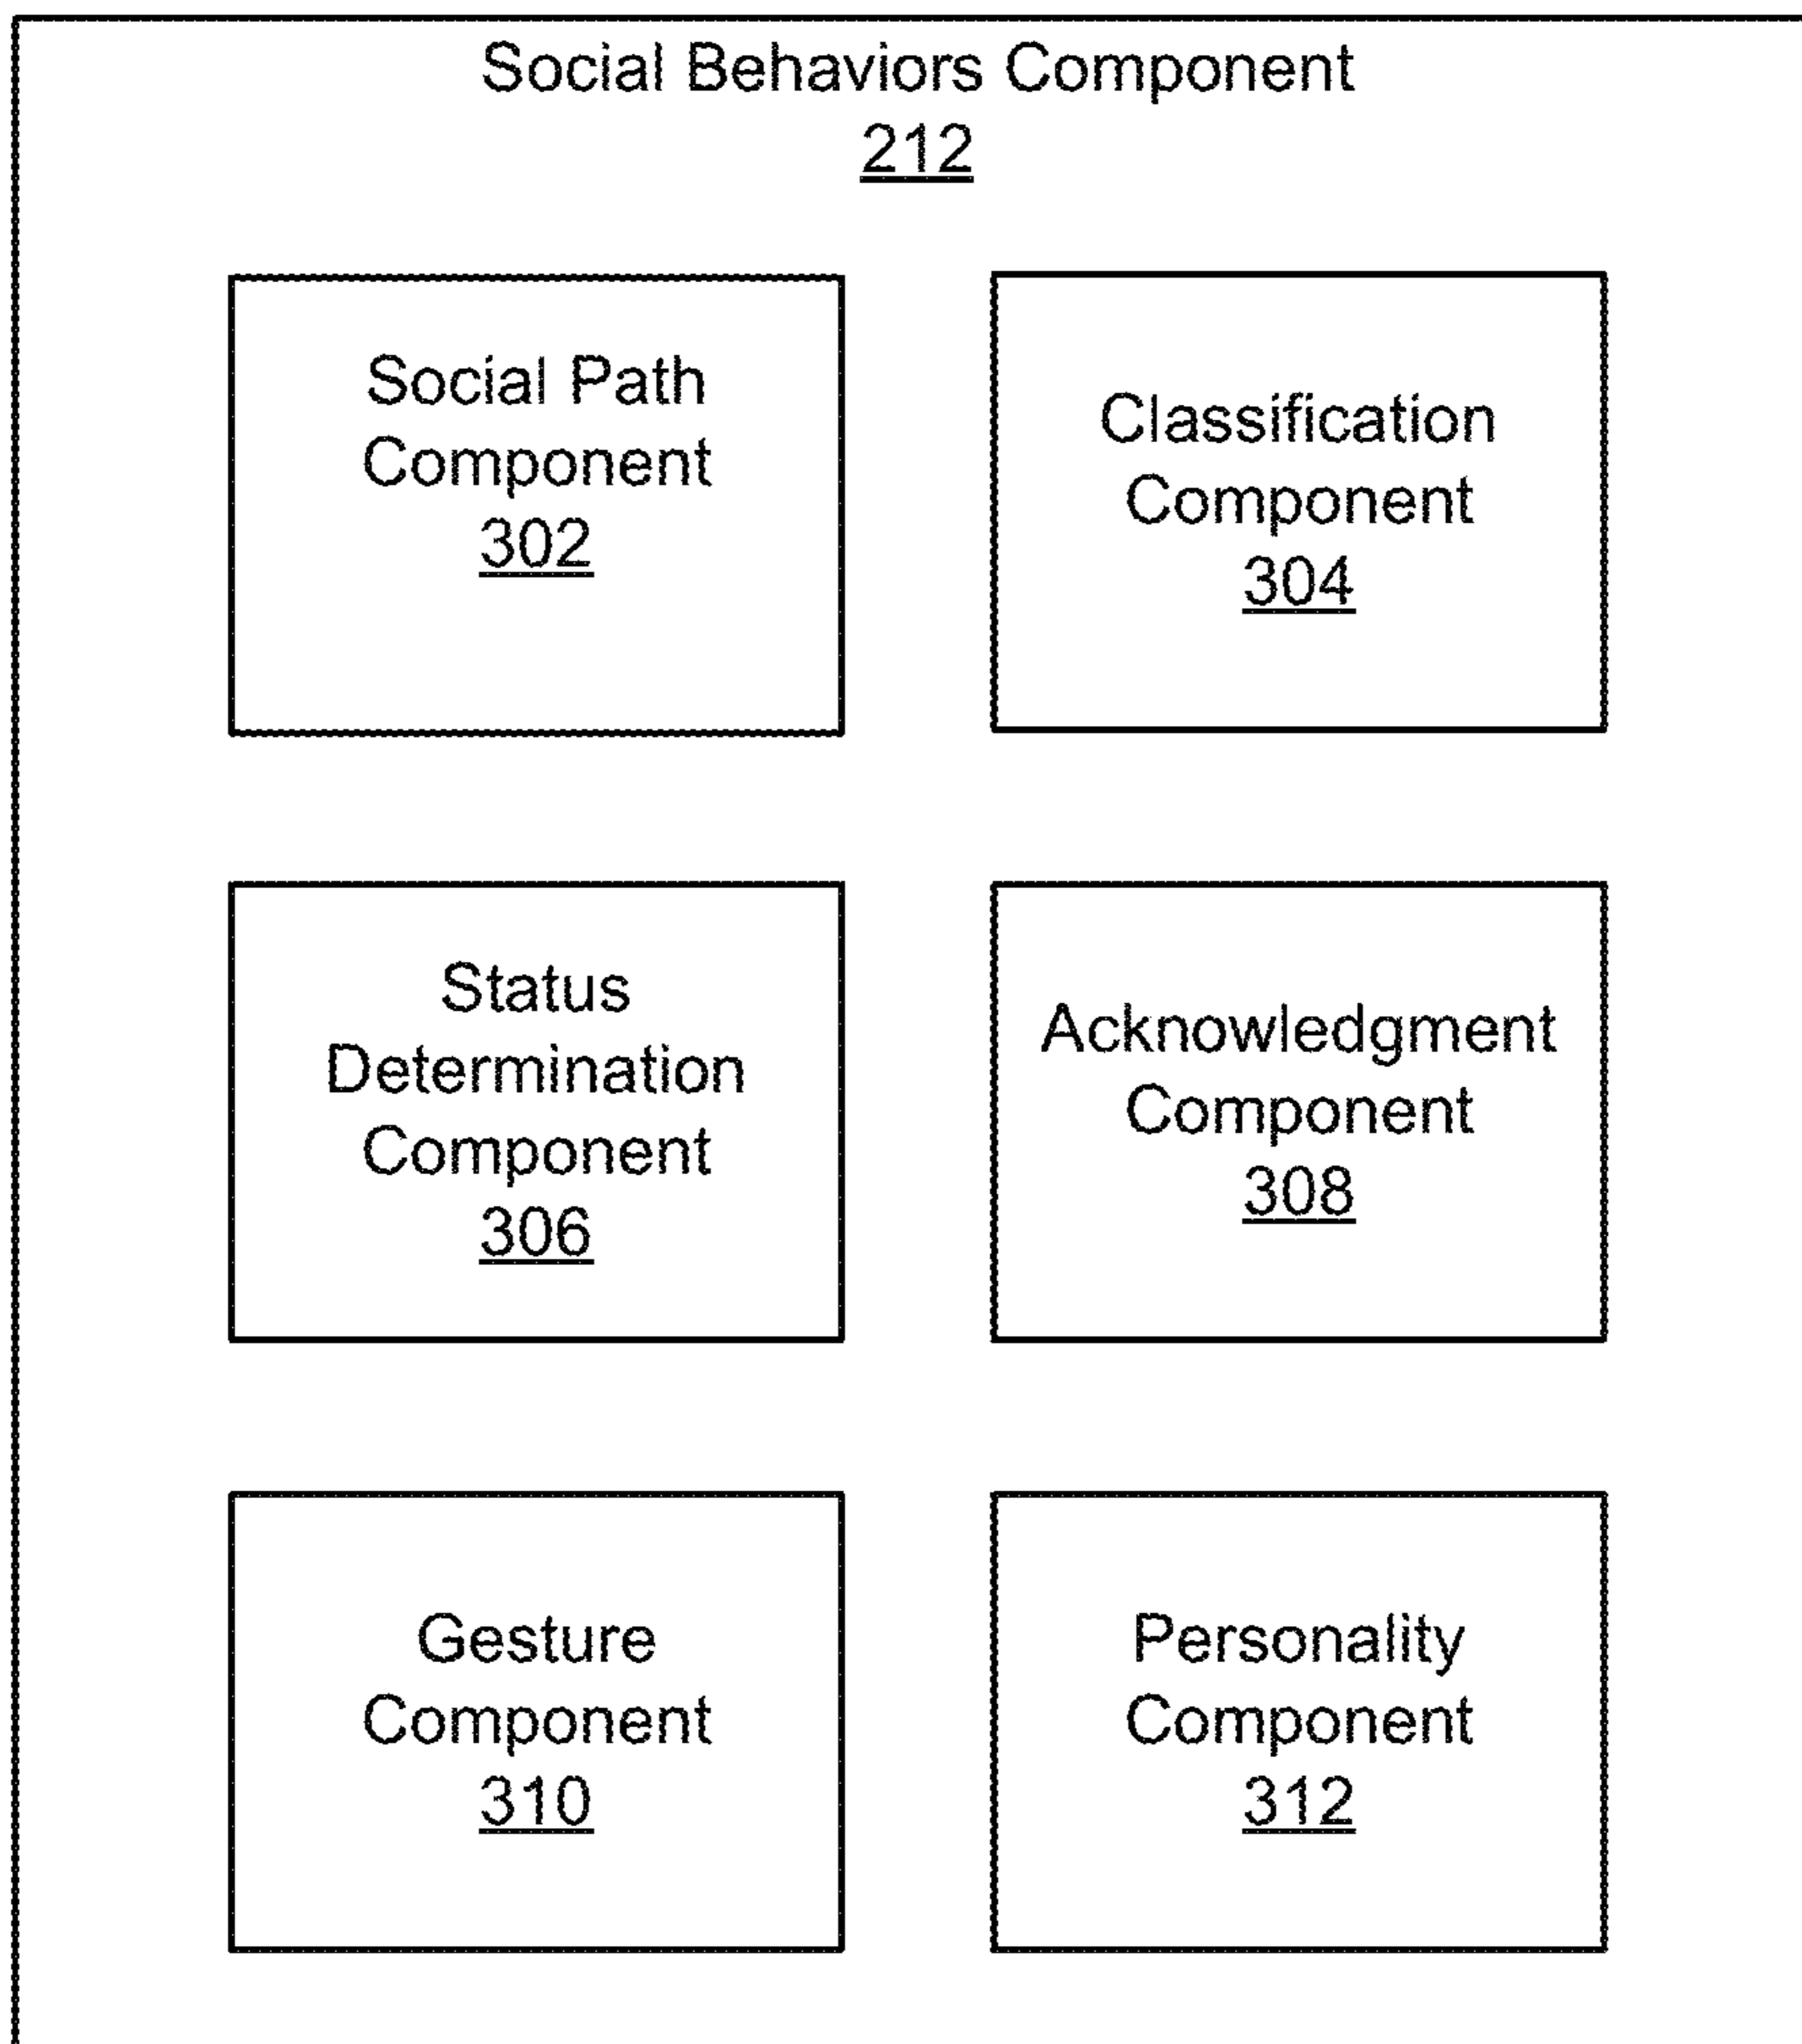 Social Behaviors Component
212
Social Path
Component
302
Classification
Component
304
Status
Determination
Component
306
Acknowledgment
Component
308
Gesture
Component
310
Personality
Component
312